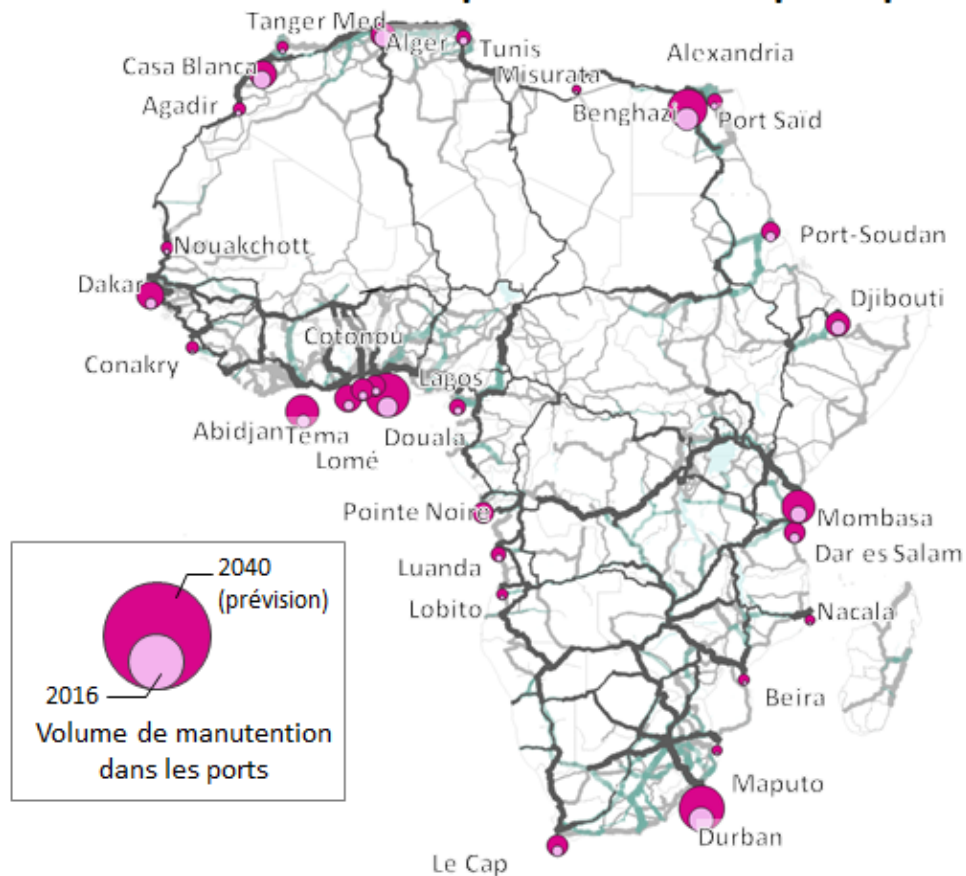 Tanger Med
Alger
Tunis
Alexandria
Casa Blanca
Misurata
Agadir
Benghazi
Port Saïd
Nouakchott
Port-Soudan
Dakar
Djibouti
Cotonou
Conakry
Lagos
Abidjan
Tema
Douala
Lomé
Pointe Noire
Mombasa
Luanda
Dar es Salam
Lobito
Nacala
Beira
Maputo
Durban
Le Cap
2040
(prévision)
2016
Volume de manutention
dans les ports